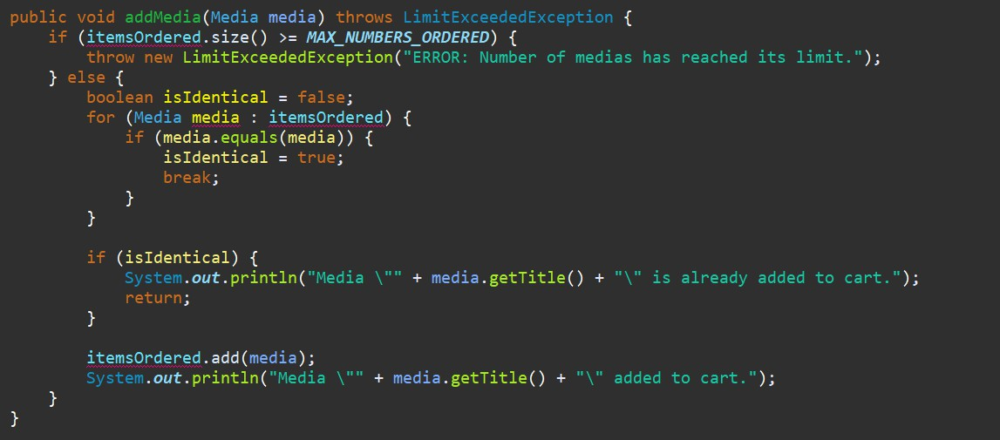 public void addMedia(Media media) throws LimitExceededException {
    if (itemsOrdered.size() >= MAX_NUMBERS_ORDERED) {
        throw new LimitExceededException("ERROR: Number of medias has reached its limit.");
    } else {
        boolean isIdentical = false;
        for (Media media : itemsOrdered) {
            if (media.equals(media)) {
                isIdentical = true;
                break;
            }
        }

        if (isIdentical) {
            System.out.println("Media \"" + media.getTitle() + "\" is already added to cart.");
            return;
        }

        itemsOrdered.add(media);
        System.out.println("Media \"" + media.getTitle() + "\" added to cart.");
    }
}